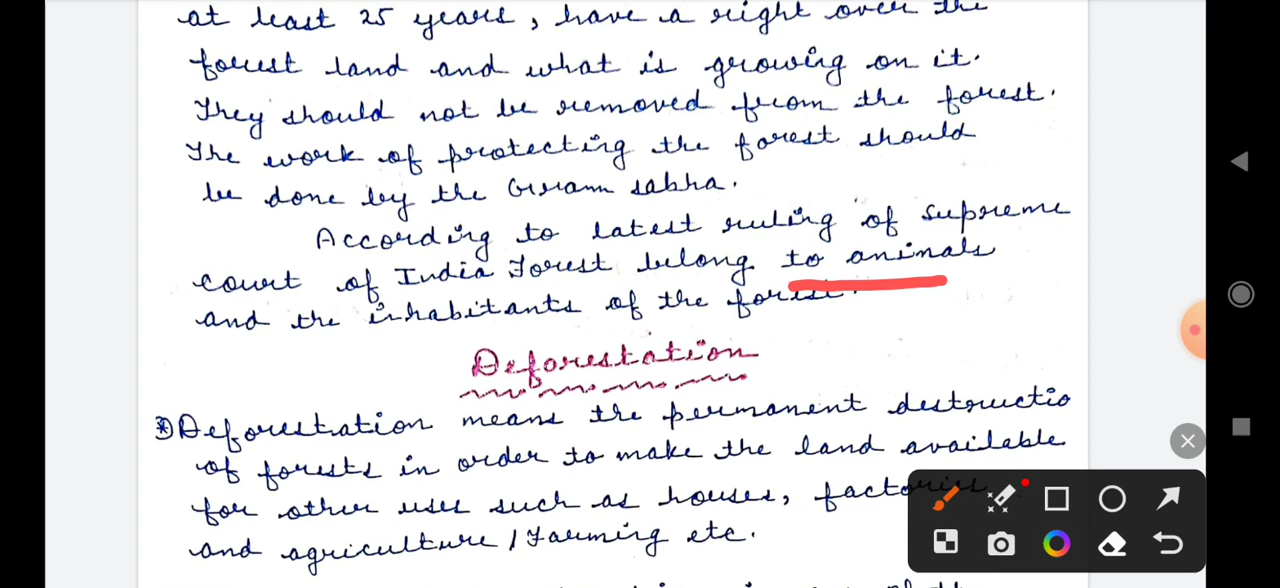 at least 25 years, have a right over the
forest land and what is growing on it.
They should not be removed from the forest.
The work of protecting the forest should
be done by the Gram sabha.
According to latest ruling of supreme
court of India Forest belong to animals
and the inhabitants of the forest.
Deforestation
Deforestation means the permanent destructio
of forests in order to make the land available
for other uses such as houses, factories
and agriculture/Farming etc.